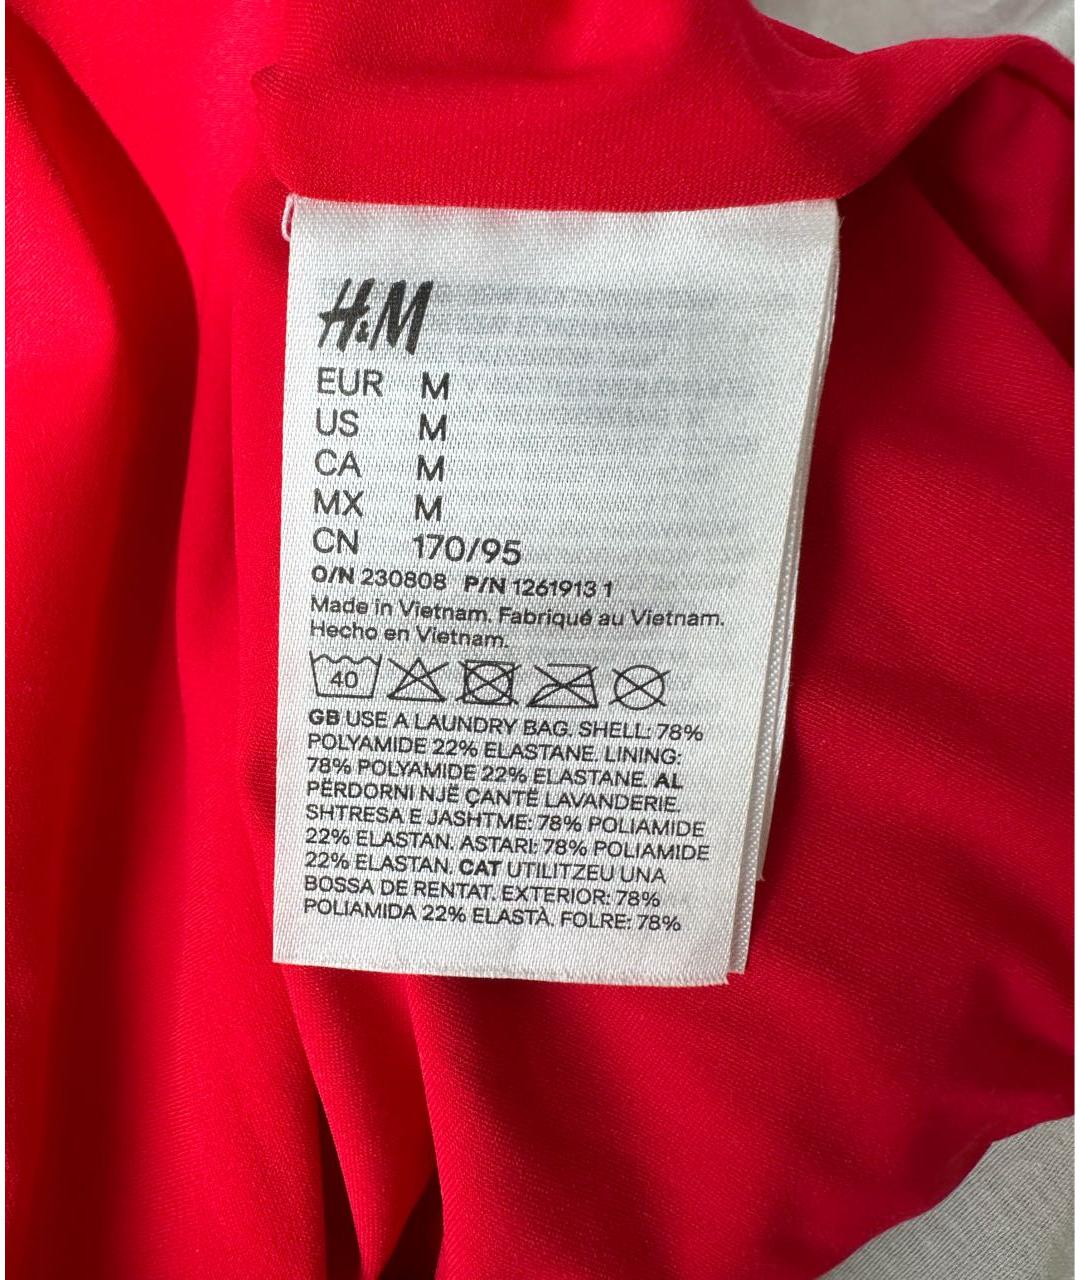 H&M
EUR M
US M
CA M
MX M
CN 170/95
O/N 230808 P/N 1261913 1
Made in Vietnam. Fabriqué au Vietnam.
Hecho en Vietnam.
40
GB USE A LAUNDRY BAG. SHELL: 78%
POLYAMIDE 22% ELASTANE. LINING:
78% POLYAMIDE 22% ELASTANE. AL
PËRDORNI NJË ÇANTË LAVANDERIE.
SHTRESA E JASHTME: 78% POLIAMIDE
22% ELASTAN. ASTARI: 78% POLIAMIDE
22% ELASTAN. CAT UTILITZEU UNA
BOSSA DE RENTAT. EXTERIOR: 78%
POLIAMIDA 22% ELASTÀ. FOLRE: 78%